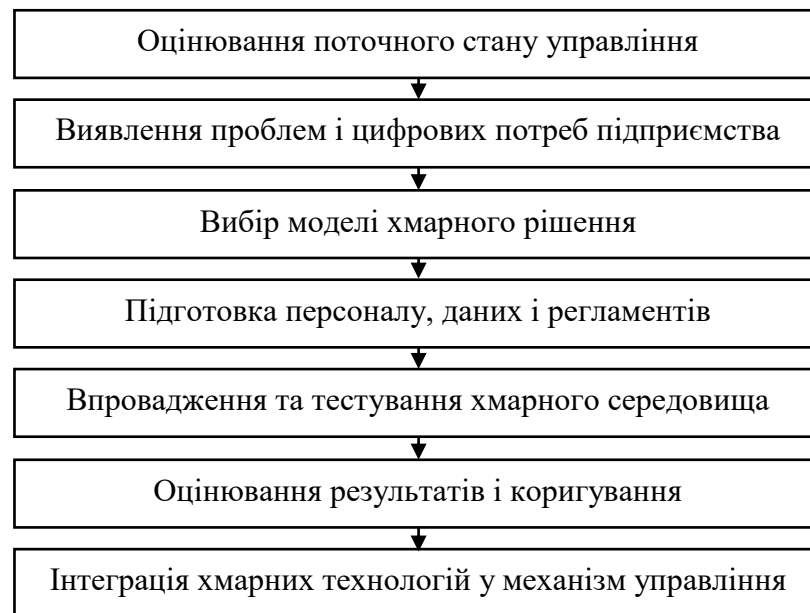 Оцінювання поточного стану управління
Виявлення проблем і цифрових потреб підприємства
Вибір моделі хмарного рішення
Підготовка персоналу, даних і регламентів
Впровадження та тестування хмарного середовища
Оцінювання результатів і коригування
Інтеграція хмарних технологій у механізм управління